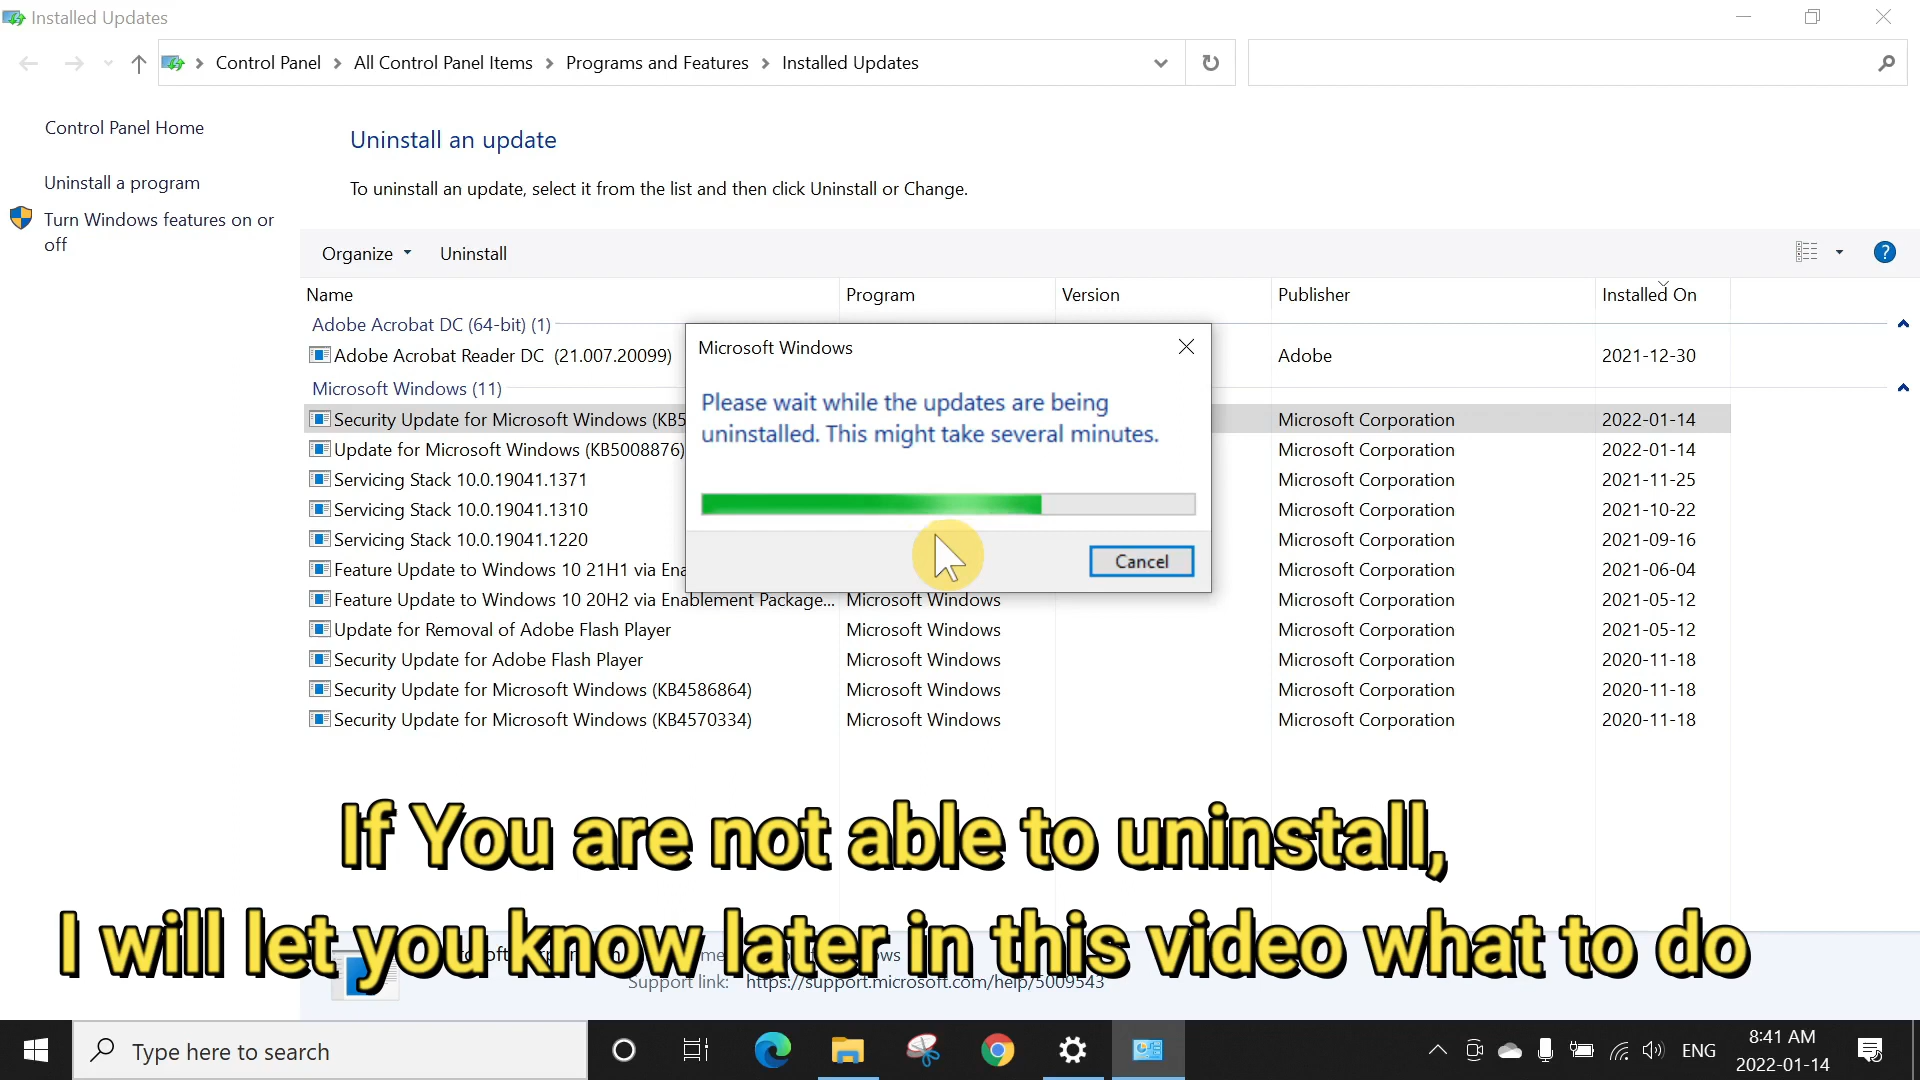 Installed Updates
Control Panel > All Control Panel Items > Programs and Features > Installed Updates
Control Panel Home
Uninstall a program
Turn Windows features on or
off
Uninstall an update
To uninstall an update, select it from the list and then click Uninstall or Change.
Organize Uninstall
Name Program Version Publisher Installed On
Adobe Acrobat DC (64-bit) (1)
Adobe Acrobat Reader DC (21.007.20099) Adobe 2021-12-30
Microsoft Windows (11)
Security Update for Microsoft Windows (KB5 Microsoft Corporation 2022-01-14
Update for Microsoft Windows (KB5008876) Microsoft Corporation 2022-01-14
Servicing Stack 10.0.19041.1371 Microsoft Corporation 2021-11-25
Servicing Stack 10.0.19041.1310 Microsoft Corporation 2021-10-22
Servicing Stack 10.0.19041.1220 Microsoft Corporation 2021-09-16
Feature Update to Windows 10 21H1 via Ena Microsoft Corporation 2021-06-04
Feature Update to Windows 10 20H2 via Enablement Package... Microsoft Windows Microsoft Corporation 2021-05-12
Update for Removal of Adobe Flash Player Microsoft Windows Microsoft Corporation 2021-05-12
Security Update for Adobe Flash Player Microsoft Windows Microsoft Corporation 2020-11-18
Security Update for Microsoft Windows (KB4586864) Microsoft Windows Microsoft Corporation 2020-11-18
Security Update for Microsoft Windows (KB4570334) Microsoft Windows Microsoft Corporation 2020-11-18
Microsoft Windows
Please wait while the updates are being
uninstalled. This might take several minutes.
Cancel
If You are not able to uninstall,
I will let you know later in this video what to do
Support link: https://support.microsoft.com/help/5009543
Type here to search
ENG
8:41 AM
2022-01-14